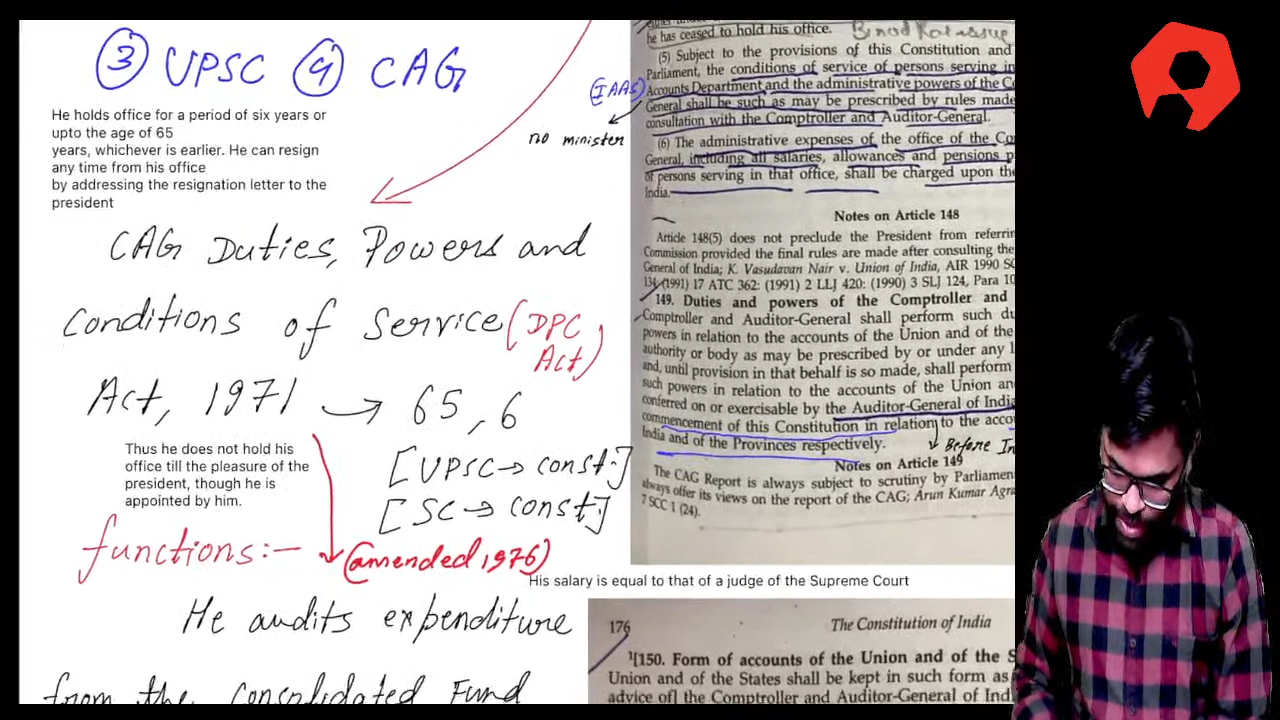 ③ UPSC ④ CAG
He holds office for a period of six years or
upto the age of 65
years, whichever is earlier. He can resign
any time from his office
by addressing the resignation letter to the
president
CAG Duties, Powers and
Conditions of Service (DPC
Act)
Act, 1971 → 65, 6
[UPSC → const.]
[SC → const.]
Thus he does not hold his
office till the pleasure of the
president, though he is
appointed by him.
functions:- (amended 1976)
He audits expenditure
from the Consolidated Fund
he has ceased to hold his office.
(5) Subject to the provisions of this Constitution and
Parliament, the conditions of service of persons serving in
Accounts Department and the administrative powers of the
General shall be such as may be prescribed by rules made
consultation with the Comptroller and Auditor-General.
(IAAS)
no minister
(6) The administrative expenses of the office of the
General, including all salaries, allowances and pensions
of persons serving in that office, shall be charged upon the
India.
Notes on Article 148
Article 148(5) does not preclude the President from
Commission provided the final rules are made after consulting the
General of India; K. Vasudavan Nair v. Union of India, AIR 1990
134 (1991) 17 ATC 362: (1991) 2 LLJ 420: (1990) 3 SLJ 124, Para
149. Duties and powers of the Comptroller and
Comptroller and Auditor-General shall perform such
powers in relation to the accounts of the Union and of the
authority or body as may be prescribed by or under any
and, until provision in that behalf is so made, shall perform
such powers in relation to the accounts of the Union
conferred on or exercisable by the Auditor-General of India
commencement of this Constitution in relation to the
India and of the Provinces respectively.
Before
Notes on Article 149
The CAG Report is always subject to scrutiny by
always offer its views on the report of the CAG; Arun Kumar
7 SCC 1 (24).
His salary is equal to that of a judge of the Supreme Court
176 The Constitution of India
¹[150. Form of accounts of the Union and of the
Union and of the States shall be kept in such form as
advice of] the Comptroller and Auditor-General of